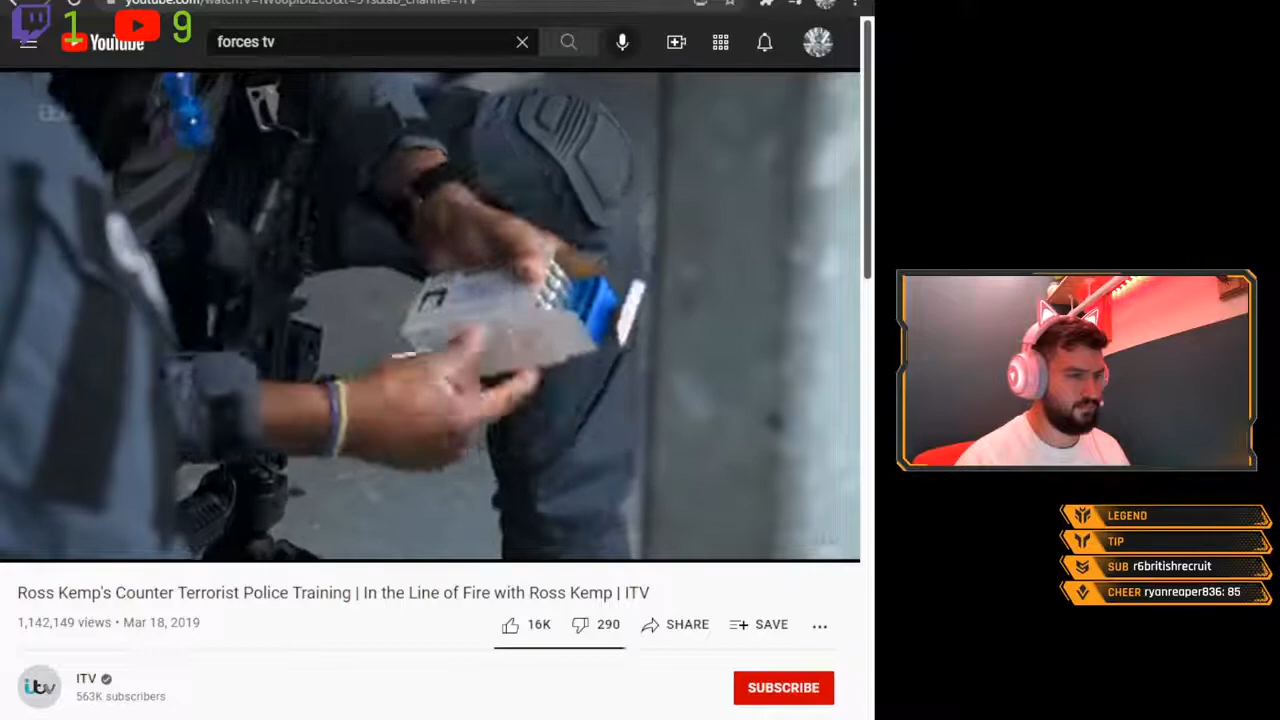 1
9
YouTube
forces tv
Ross Kemp's Counter Terrorist Police Training | In the Line of Fire with Ross Kemp | ITV
1,142,149 views • Mar 18, 2019
16K
290
SHARE
SAVE
itv
ITV
563K subscribers
SUBSCRIBE
LEGEND
TIP
SUB r6britishrecruit
CHEER ryanreaper836: 85